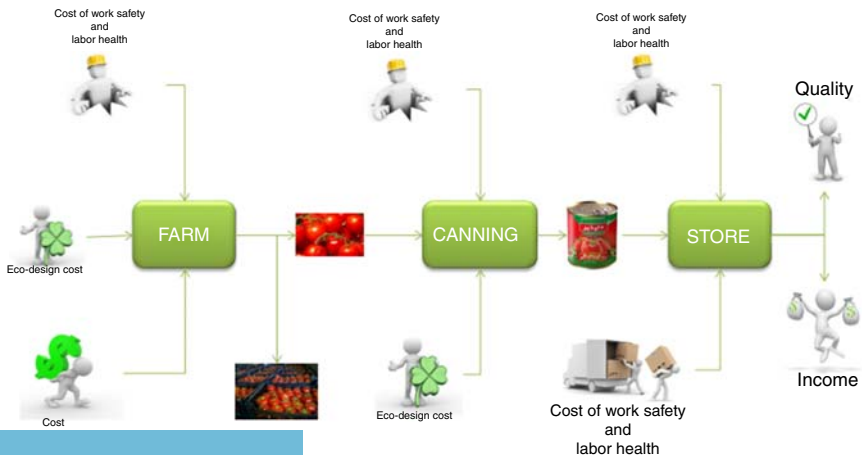 Cost of work safety
and
labor health
Cost of work safety
and
labor health
Cost of work safety
and
labor health
Quality
FARM
CANNING
STORE
Eco-design cost
Income
Cost
Eco-design cost
Cost of work safety
and
labor health